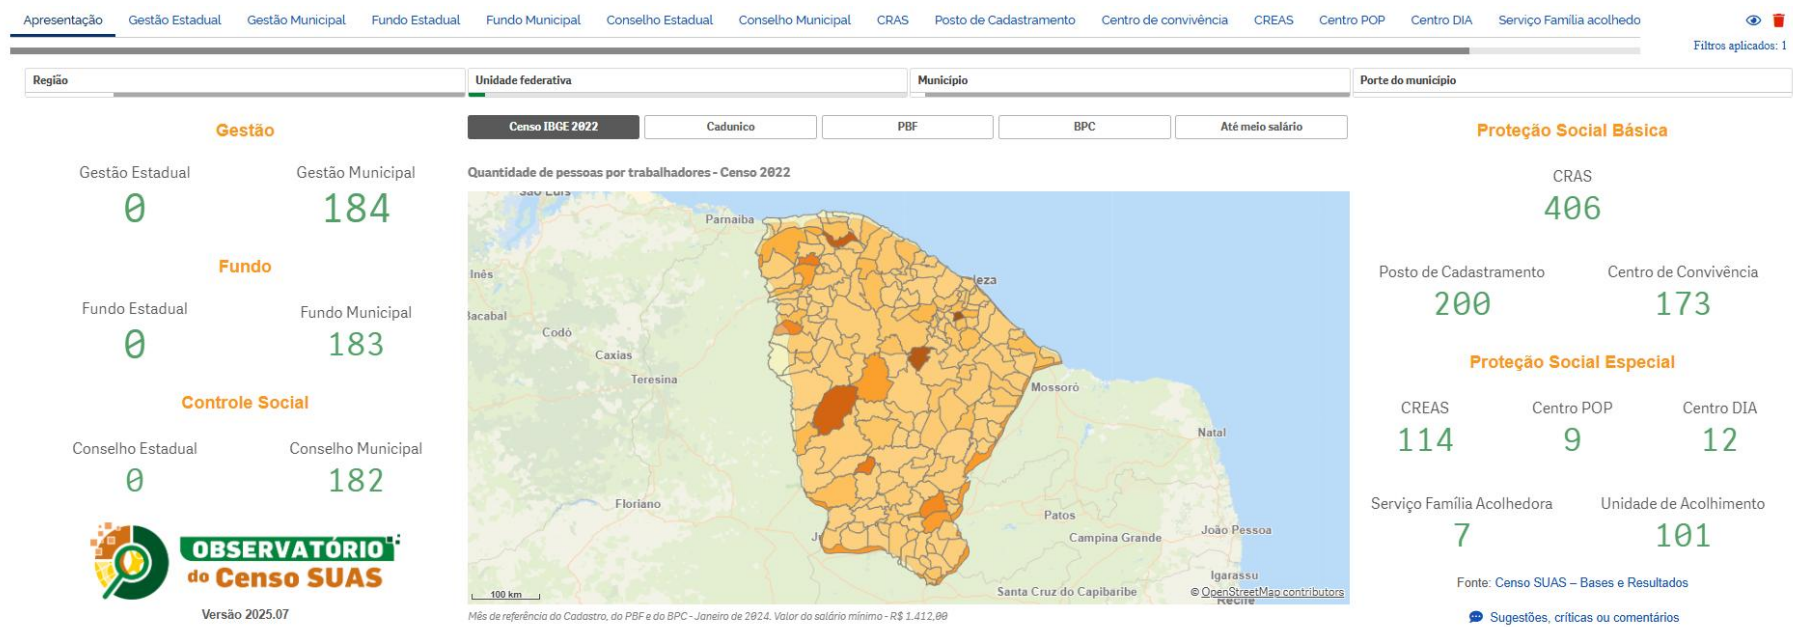 Apresentação Gestão Estadual Gestão Municipal Fundo Estadual Fundo Municipal Conselho Estadual Conselho Municipal CRAS Posto de Cadastramento Centro de convivência CREAS Centro POP Centro DIA Serviço Família acolhedo
Filtros aplicados: 1
Região Unidade federativa Município Porte do município
Censo IBGE 2022 Cadunico PBF BPC Até meio salário
Gestão
Gestão Estadual Gestão Municipal
0 184
Fundo
Fundo Estadual Fundo Municipal
0 183
Controle Social
Conselho Estadual Conselho Municipal
0 182
OBSERVATÓRIO
do Censo SUAS
Versão 2025.07
Quantidade de pessoas por trabalhadores - Censo 2022
São Luís
Parnaíba
Inês
leza
Bacabal
Codó
Caxias
Teresina
Mossoró
Natal
Floriano
Patos
João Pessoa
Ju
Campina Grande
Igarassu
Santa Cruz do Capibaribe
© OpenStreetMap contributors
Recife
100 km
Mês de referência do Cadastro, do PBF e do BPC - Janeiro de 2024. Valor do salário mínimo - R$ 1.412,00
Proteção Social Básica
CRAS
406
Posto de Cadastramento Centro de Convivência
200 173
Proteção Social Especial
CREAS Centro POP Centro DIA
114 9 12
Serviço Família Acolhedora Unidade de Acolhimento
7 101
Fonte: Censo SUAS – Bases e Resultados
Sugestões, críticas ou comentários